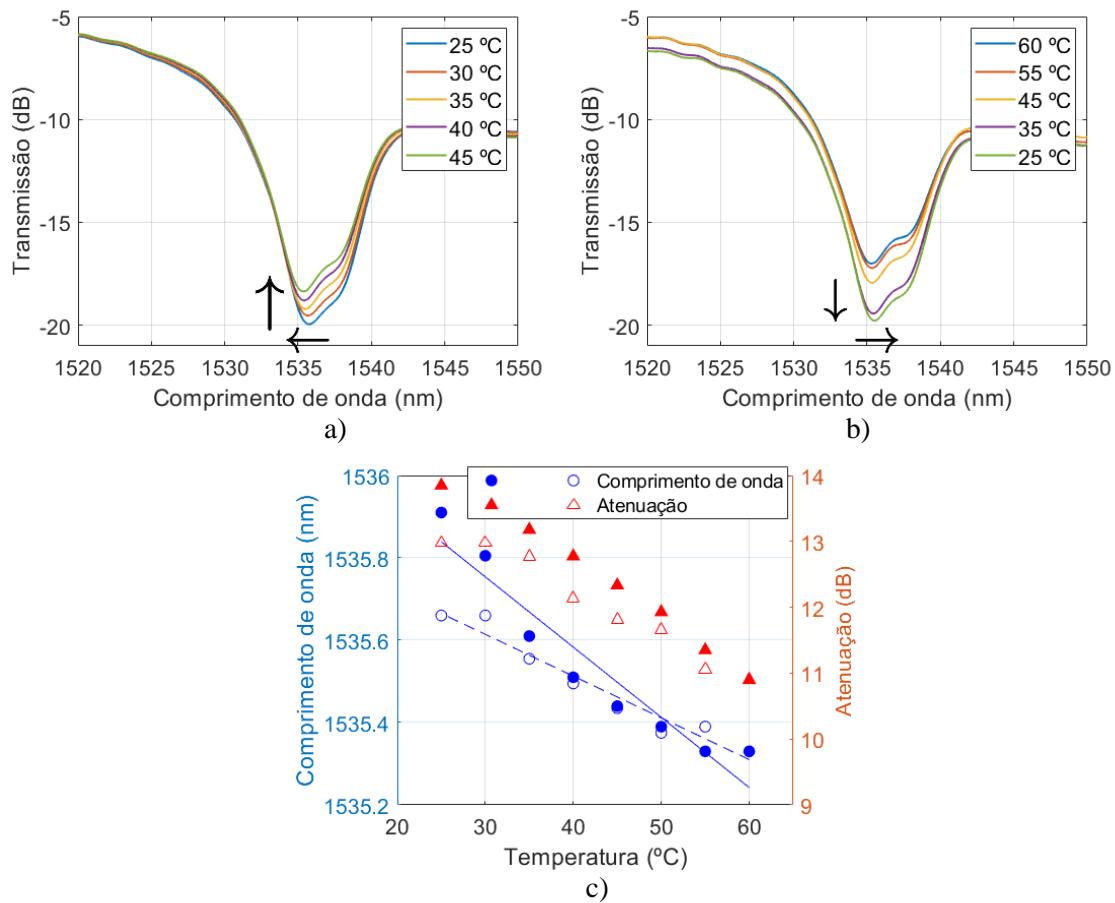 -5
-10
-15
-20
Transmissão (dB)
25 ºC
30 ºC
35 ºC
40 ºC
45 ºC
1520 1525 1530 1535 1540 1545 1550
Comprimento de onda (nm)
a)
-5
-10
-15
-20
Transmissão (dB)
60 ºC
55 ºC
45 ºC
35 ºC
25 ºC
1520 1525 1530 1535 1540 1545 1550
Comprimento de onda (nm)
b)
1536
1535.8
1535.6
1535.4
1535.2
Comprimento de onda (nm)
Comprimento de onda
Atenuação
14
13
12
11
10
9
Atenuação (dB)
20 30 40 50 60
Temperatura (ºC)
c)